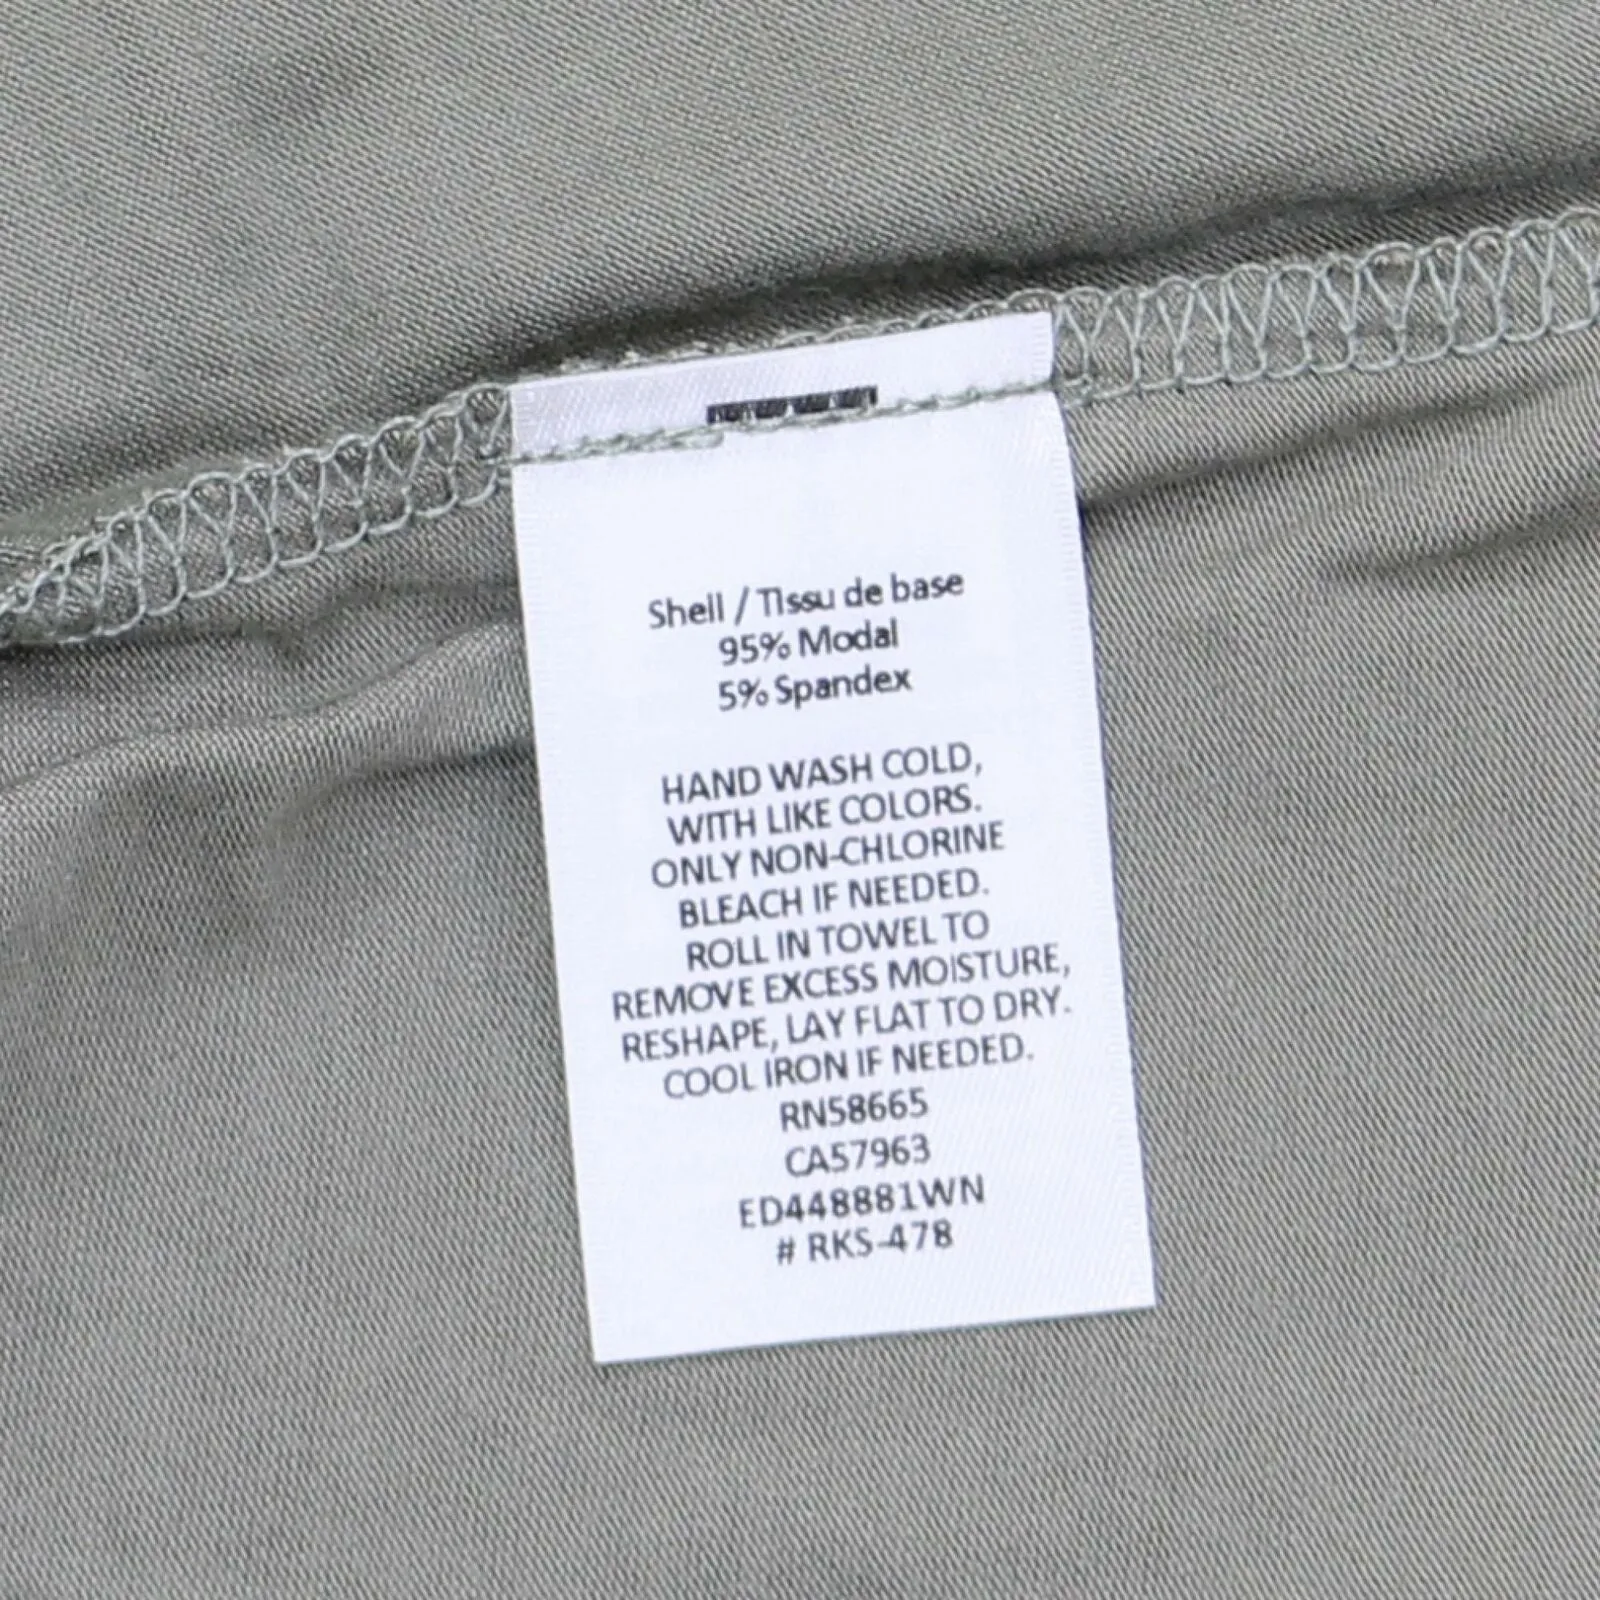 Shell / Tissu de base
95% Modal
5% Spandex
HAND WASH COLD,
WITH LIKE COLORS.
ONLY NON-CHLORINE
BLEACH IF NEEDED.
ROLL IN TOWEL TO
REMOVE EXCESS MOISTURE,
RESHAPE, LAY FLAT TO DRY.
COOL IRON IF NEEDED.
RN58665
CA57963
ED448881WN
# RKS-478